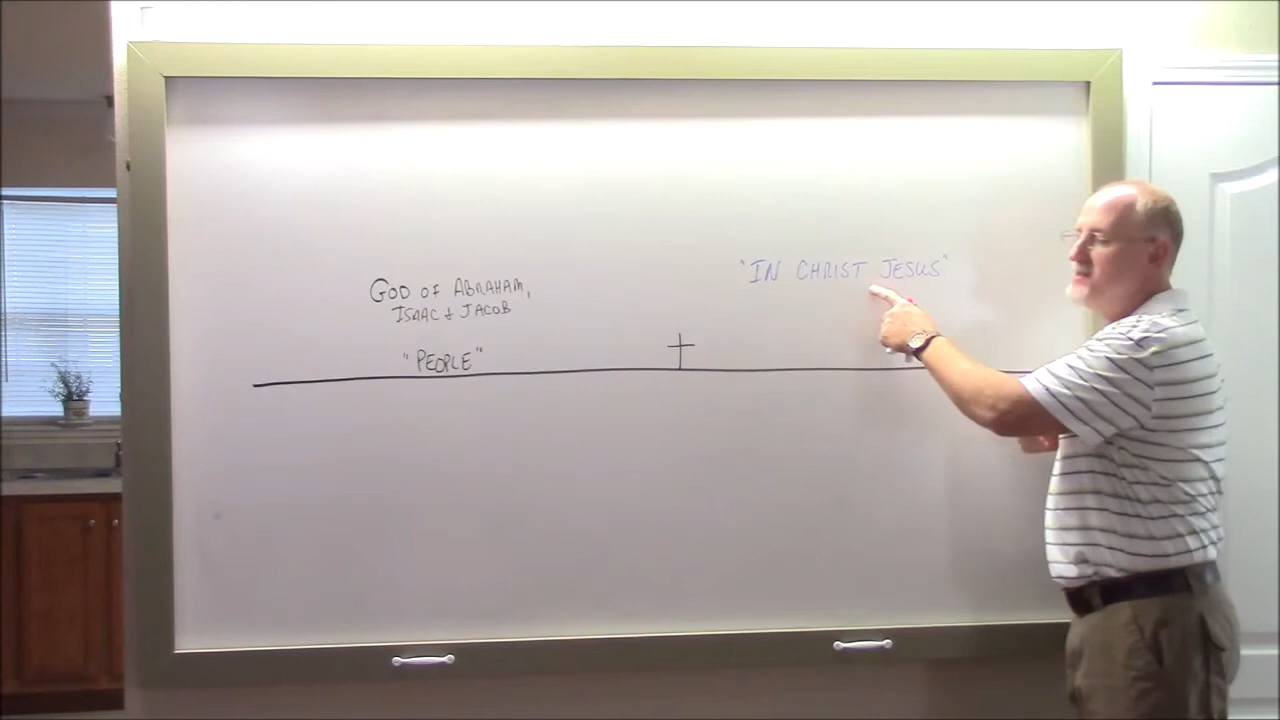 GOD OF ABRAHAM,
ISAAC + JACOB
"PEOPLE"
"IN CHRIST JESUS"